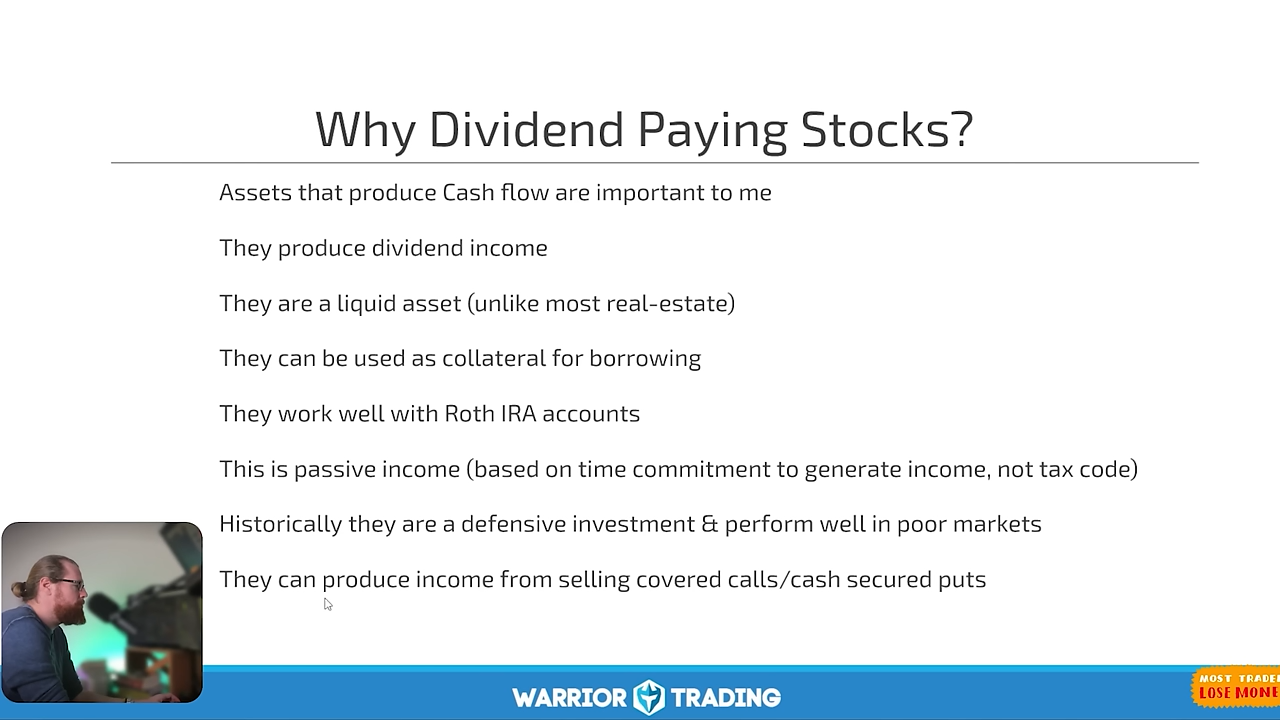 Why Dividend Paying Stocks?
Assets that produce Cash flow are important to me
They produce dividend income
They are a liquid asset (unlike most real-estate)
They can be used as collateral for borrowing
They work well with Roth IRA accounts
This is passive income (based on time commitment to generate income, not tax code)
Historically they are a defensive investment & perform well in poor markets
They can produce income from selling covered calls/cash secured puts
WARRIOR TRADING
MOST TRADE
LOSE MONE